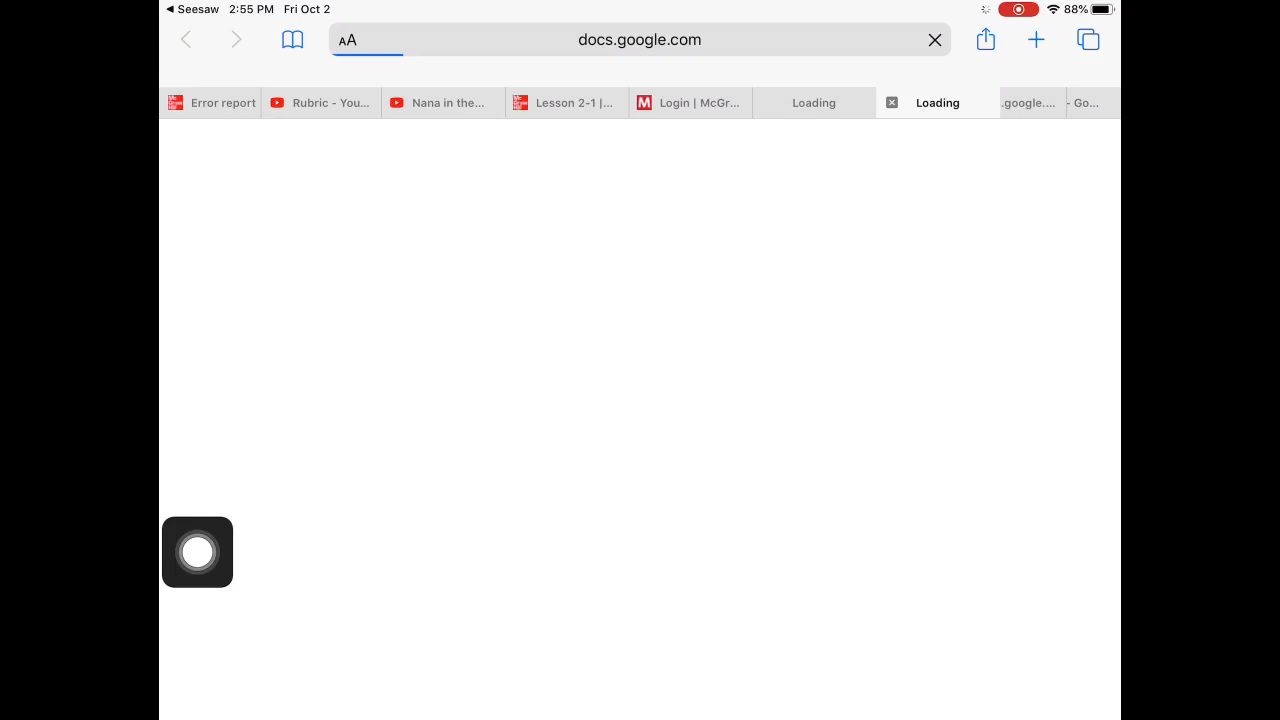 ◀ Seesaw 2:55 PM Fri Oct 2 88%
AA docs.google.com
Error report Rubric - You... Nana in the... Lesson 2-1 |... Login | McGr... Loading Loading .google.... - Go...